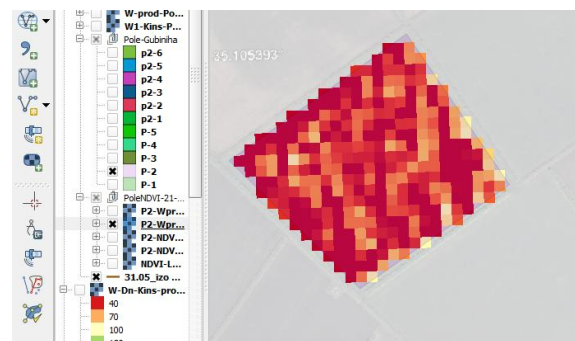 W-prod-Po...
W1-Kins-P...
Pole-Gubinha
p2-6
p2-5
p2-4
p2-3
p2-2
p2-1
P-5
P-4
P-3
P-2
P-1
PoleNDVI-21-...
P2-Wpr...
P2-Wpr...
P2-NDV...
P2-NDV...
NDVI-L...
31.05_izo ...
W-Dn-Kins-pro...
40
70
100
35.105393